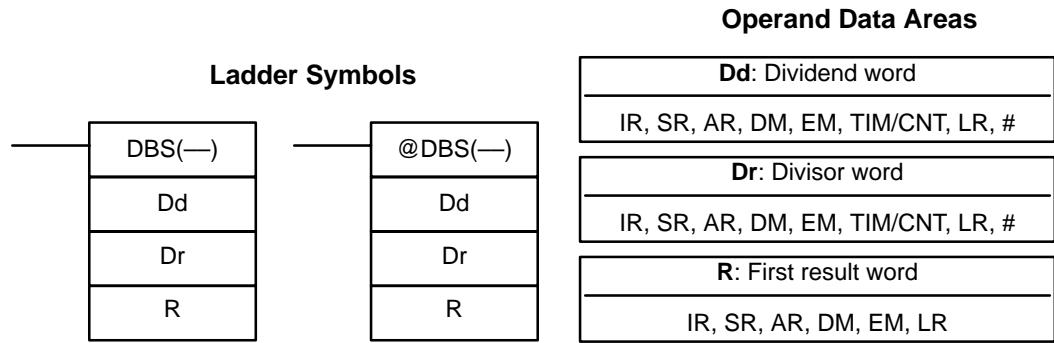 Ladder Symbols
DBS(—)
Dd
Dr
R
@DBS(—)
Dd
Dr
R
Operand Data Areas
Dd: Dividend word
IR, SR, AR, DM, EM, TIM/CNT, LR, #
Dr: Divisor word
IR, SR, AR, DM, EM, TIM/CNT, LR, #
R: First result word
IR, SR, AR, DM, EM, LR